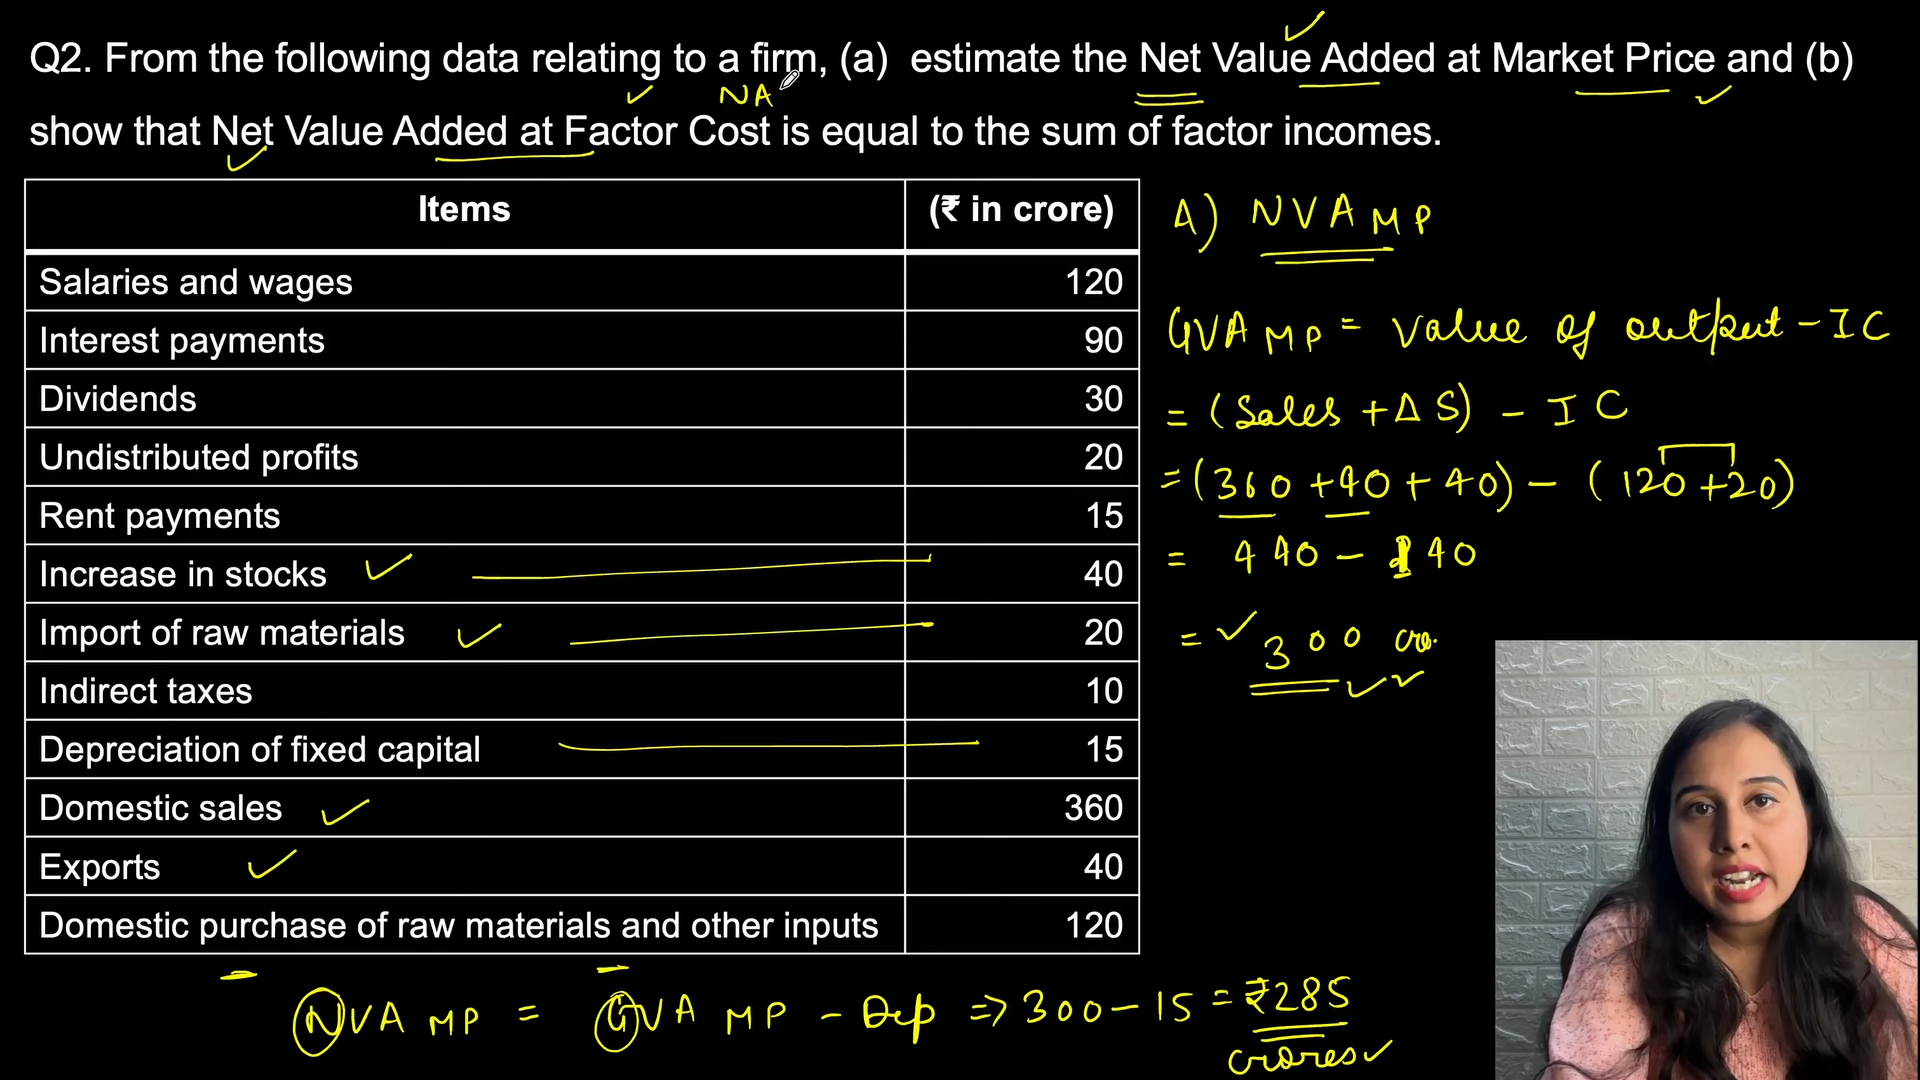 Q2. From the following data relating to a firm, (a) estimate the Net Value Added at Market Price and (b)
NA
show that Net Value Added at Factor Cost is equal to the sum of factor incomes.
Items (₹ in crore)
Salaries and wages 120
Interest payments 90
Dividends 30
Undistributed profits 20
Rent payments 15
Increase in stocks 40
Import of raw materials 20
Indirect taxes 10
Depreciation of fixed capital 15
Domestic sales 360
Exports 40
Domestic purchase of raw materials and other inputs 120
A) NVA MP
GVA MP = Value of output - IC
= (Sales + Δ S) - IC
= (360 + 40 + 40) - (120 + 20)
= 440 - 140
= 300 cro.
NVA MP = GVA MP - Dep => 300 - 15 = ₹285
crores